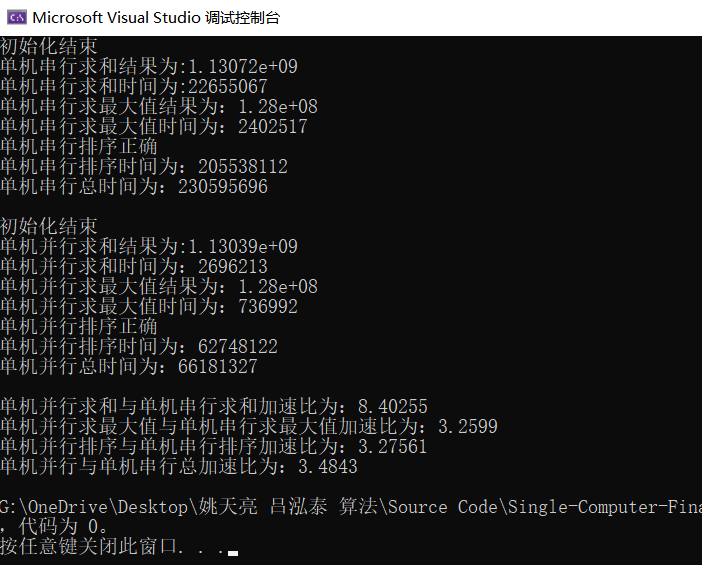 Microsoft Visual Studio 调试控制台
初始化结束
单机串行求和结果为:1.13072e+09
单机串行求和时间为:22655067
单机串行求最大值结果为：1.28e+08
单机串行求最大值时间为：2402517
单机串行排序正确
单机串行排序时间为：205538112
单机串行总时间为：230595696
初始化结束
单机并行求和结果为:1.13039e+09
单机并行求和时间为：2696213
单机并行求最大值结果为：1.28e+08
单机并行求最大值时间为：736992
单机并行排序正确
单机并行排序时间为：62748122
单机并行总时间为：66181327
单机并行求和与单机串行求和加速比为：8.40255
单机并行求最大值与单机串行求最大值加速比为：3.2599
单机并行排序与单机串行排序加速比为：3.27561
单机并行与单机串行总加速比为：3.4843
G:\OneDrive\Desktop\姚天亮 吕泓泰 算法\Source Code\Single-Computer-Fina
，代码为 0。
按任意键关闭此窗口. . .